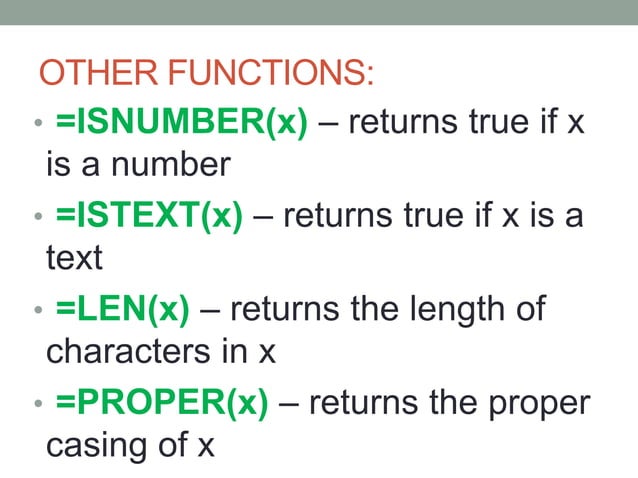 OTHER FUNCTIONS:
• =ISNUMBER(x) – returns true if x
is a number
• =ISTEXT(x) – returns true if x is a
text
• =LEN(x) – returns the length of
characters in x
• =PROPER(x) – returns the proper
casing of x